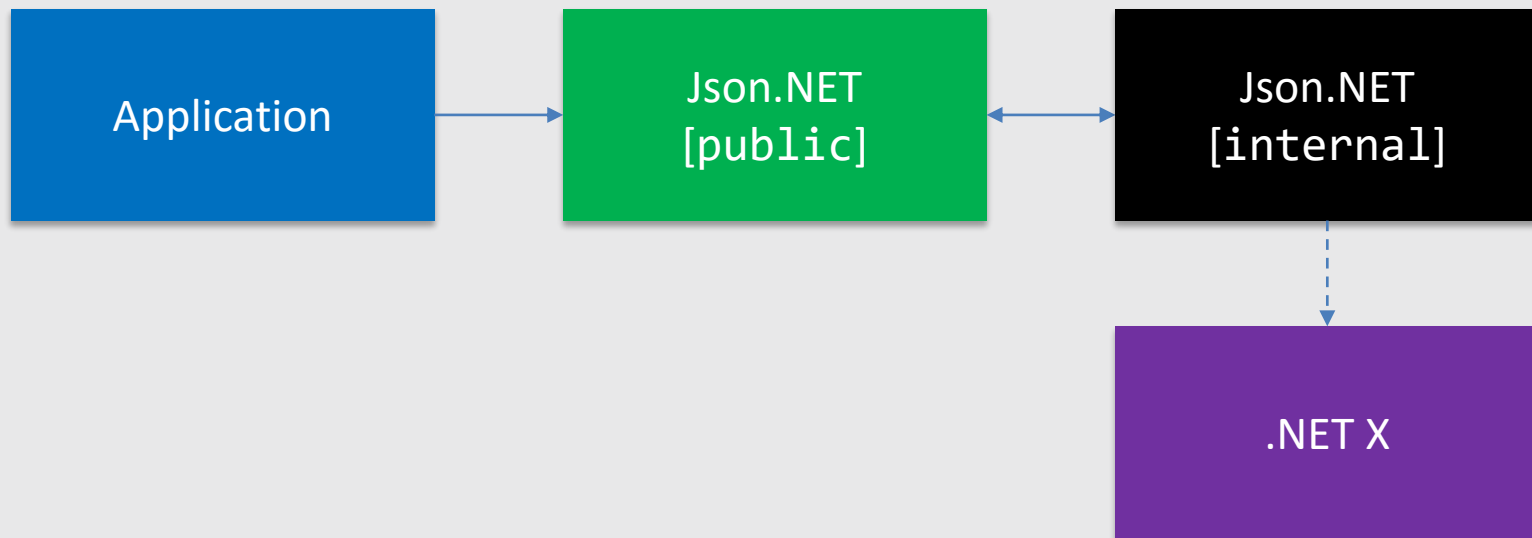 Application
Json.NET
[public]
Json.NET
[internal]
.NET X